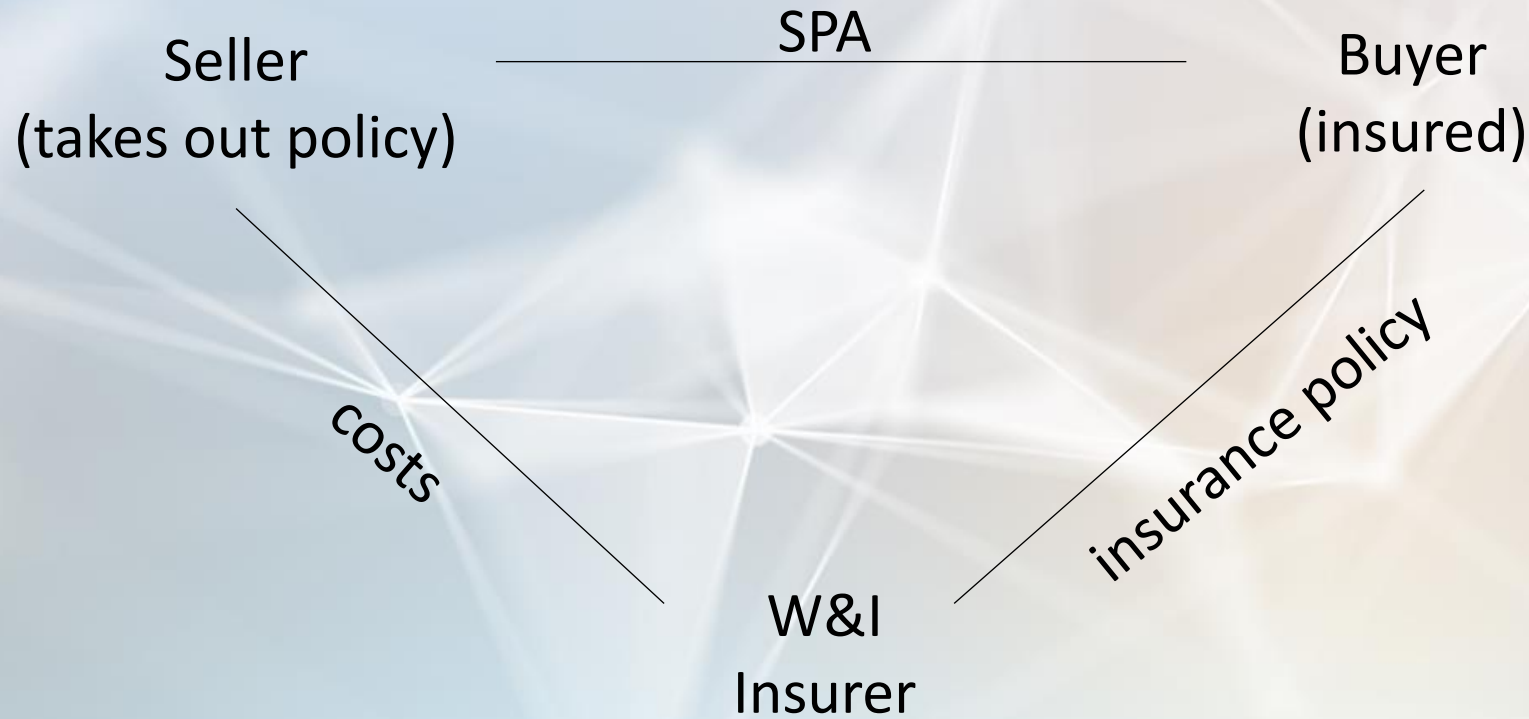 Seller
(takes out policy)
SPA
Buyer
(insured)
costs
insurance policy
W&I
Insurer